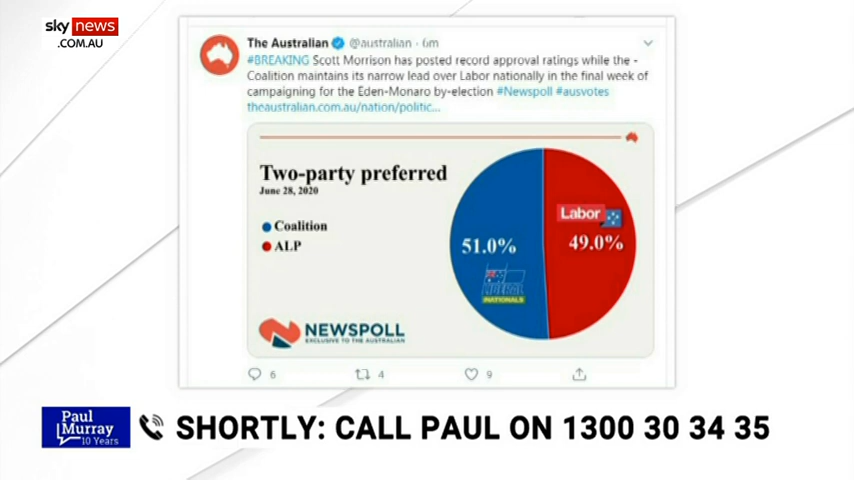 sky news
.COM.AU
The Australian @australian · 6m
#BREAKING Scott Morrison has posted record approval ratings while the -
Coalition maintains its narrow lead over Labor nationally in the final week of
campaigning for the Eden-Monaro by-election #Newspoll #ausvotes
theaustralian.com.au/nation/politic...
Two-party preferred
June 28, 2020
Coalition
ALP
Labor
51.0%
49.0%
LIBERAL
NATIONALS
NEWSPOLL
EXCLUSIVE TO THE AUSTRALIAN
6
4
9
Paul
Murray
LIVE
10 Years
SHORTLY: CALL PAUL ON 1300 30 34 35